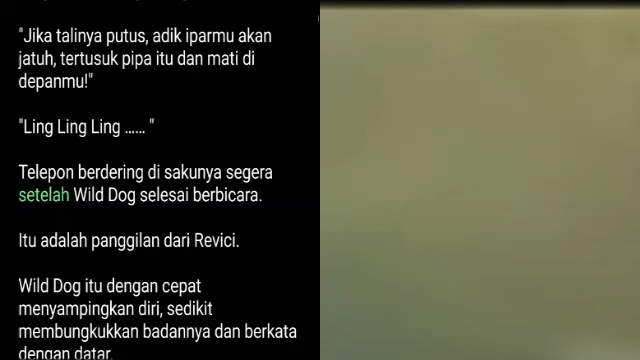 "Jika talinya putus, adik iparmu akan
jatuh, tertusuk pipa itu dan mati di
depanmu!"
"Ling Ling Ling ...... "
Telepon berdering di sakunya segera
setelah Wild Dog selesai berbicara.
Itu adalah panggilan dari Revici.
Wild Dog itu dengan cepat
menyampingkan diri, sedikit
membungkukkan badannya dan berkata
dengan datar.